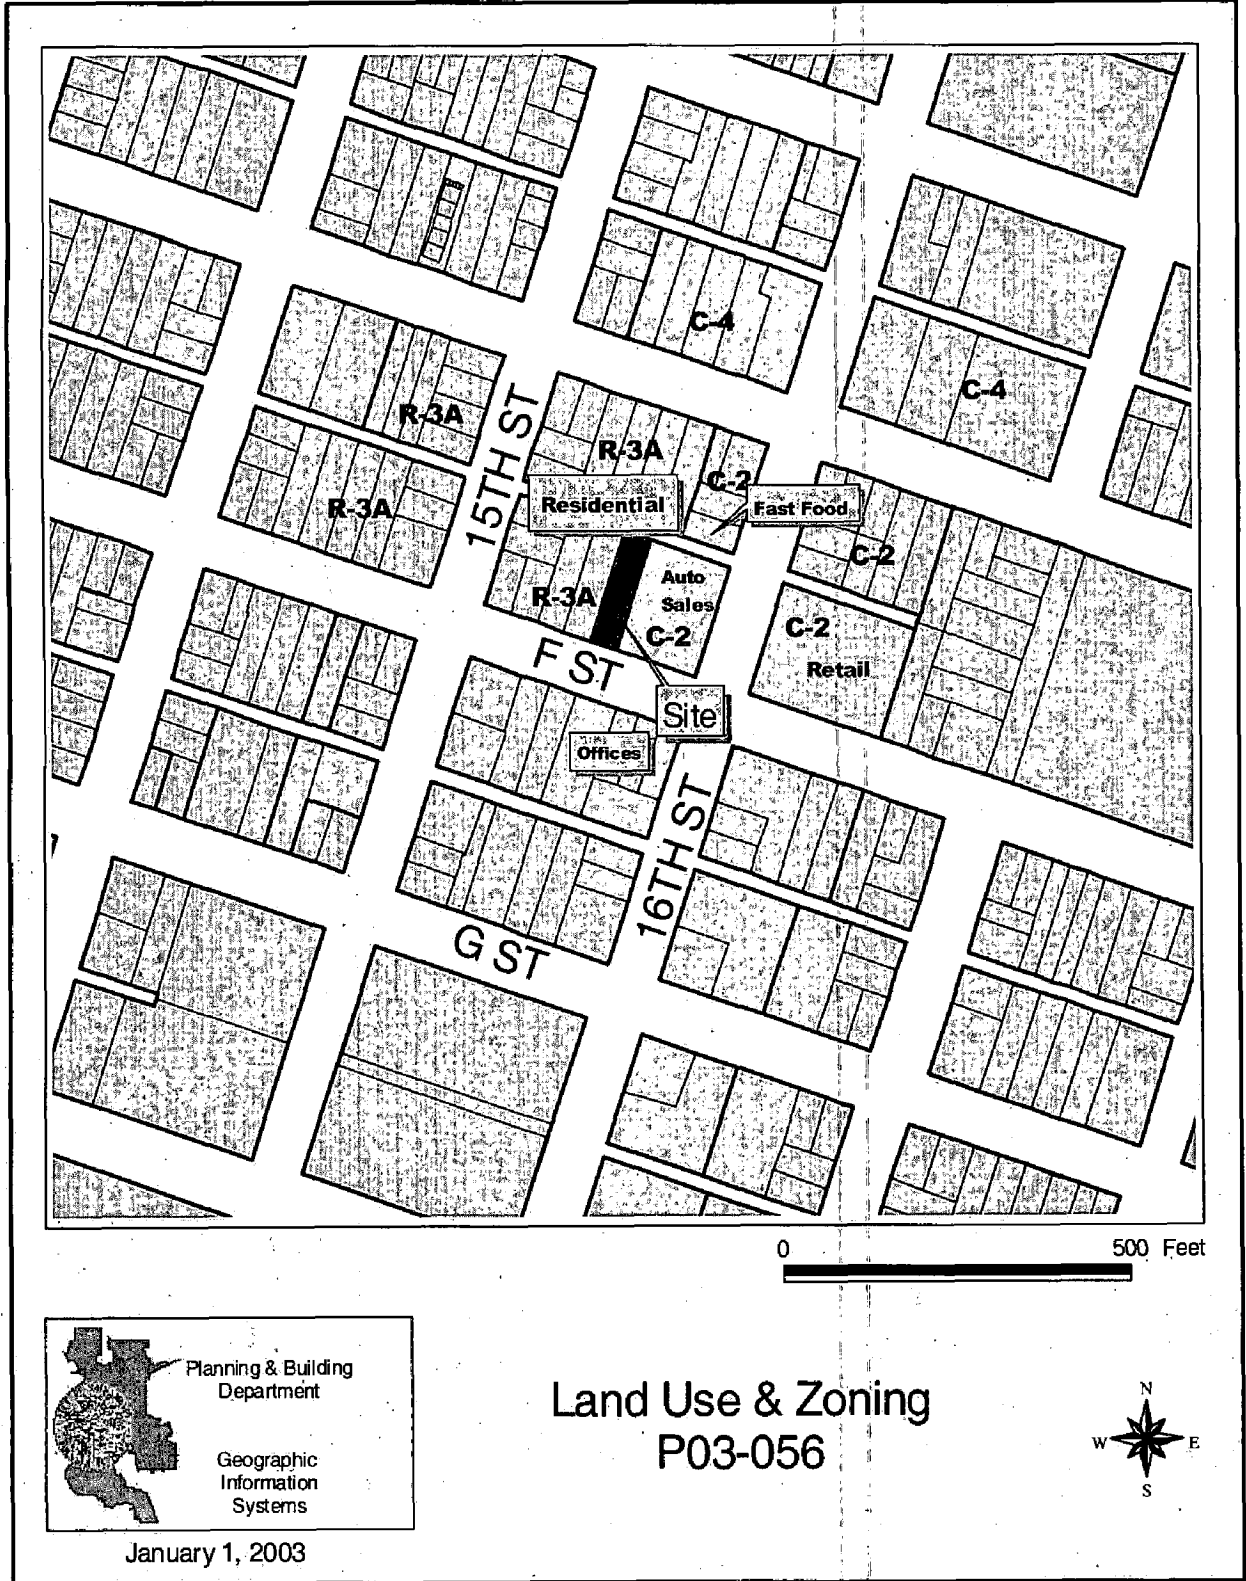 C-4
C-4
R-3A
15TH ST
R-3A
C-2
Residential
Fast Food
R-3A
C-2
Auto
Sales
R-3A
C-2
C-2
Retail
F ST
Site
Offices
16TH ST
G ST
0 500 Feet
Planning & Building
Department
Geographic
Information
Systems
January 1, 2003
Land Use & Zoning
P03-056
N
W E
S